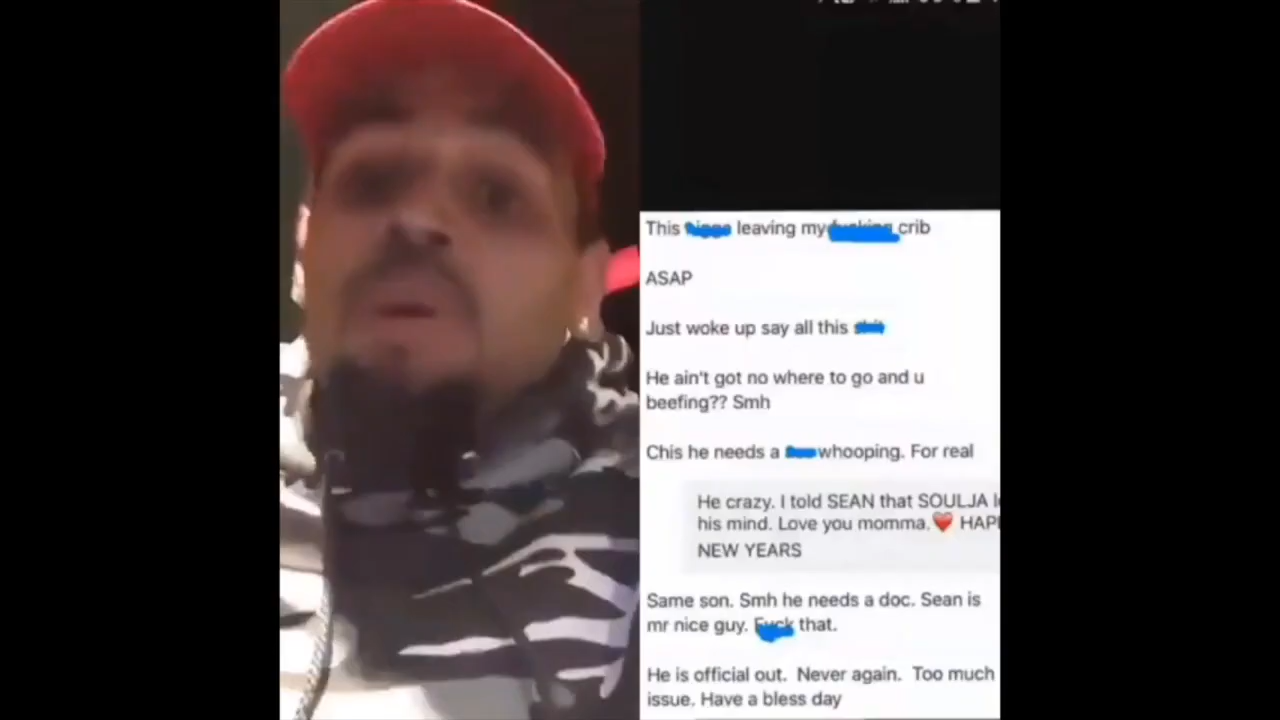 This leaving my crib
ASAP
Just woke up say all this
He ain't got no where to go and u
beefing?? Smh
Chis he needs a whooping. For real
He crazy. I told SEAN that SOULJA l
his mind. Love you momma.❤️ HAP
NEW YEARS
Same son. Smh he needs a doc. Sean is
mr nice guy. Fuck that.
He is official out. Never again. Too much
issue. Have a bless day